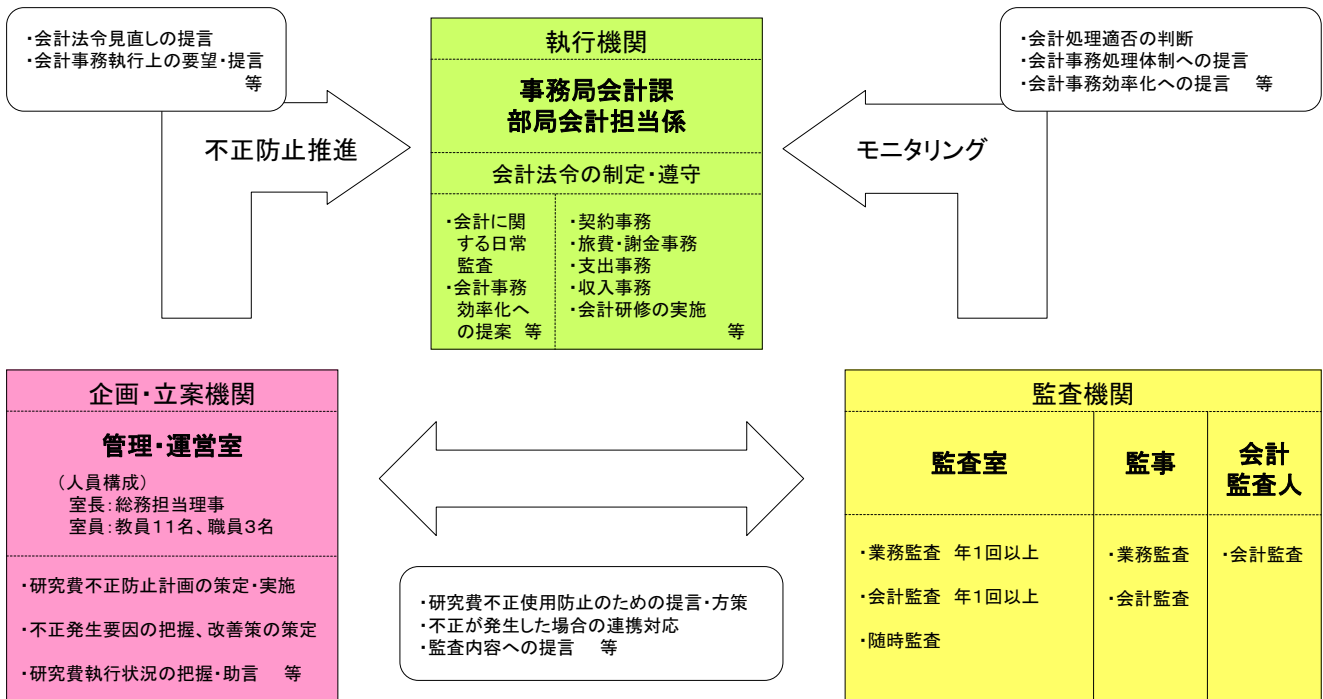 ・会計法令見直しの提言
・会計事務執行上の要望・提言
等
不正防止推進
執行機関
事務局会計課
部局会計担当係
会計法令の制定・遵守
・会計に関
する日常
監査
・会計事務
効率化へ
の提案 等
・契約事務
・旅費・謝金事務
・支出事務
・収入事務
・会計研修の実施
等
・会計処理適否の判断
・会計事務処理体制への提言
・会計事務効率化への提言 等
モニタリング
企画・立案機関
管理・運営室
(人員構成)
室長:総務担当理事
室員:教員11名、職員3名
・研究費不正防止計画の策定・実施
・不正発生要因の把握、改善策の策定
・研究費執行状況の把握・助言 等
・研究費不正使用防止のための提言・方策
・不正が発生した場合の連携対応
・監査内容への提言 等
監査機関
監査室
・業務監査 年1回以上
・会計監査 年1回以上
・随時監査
監事
・業務監査
・会計監査
会計
監査人
・会計監査